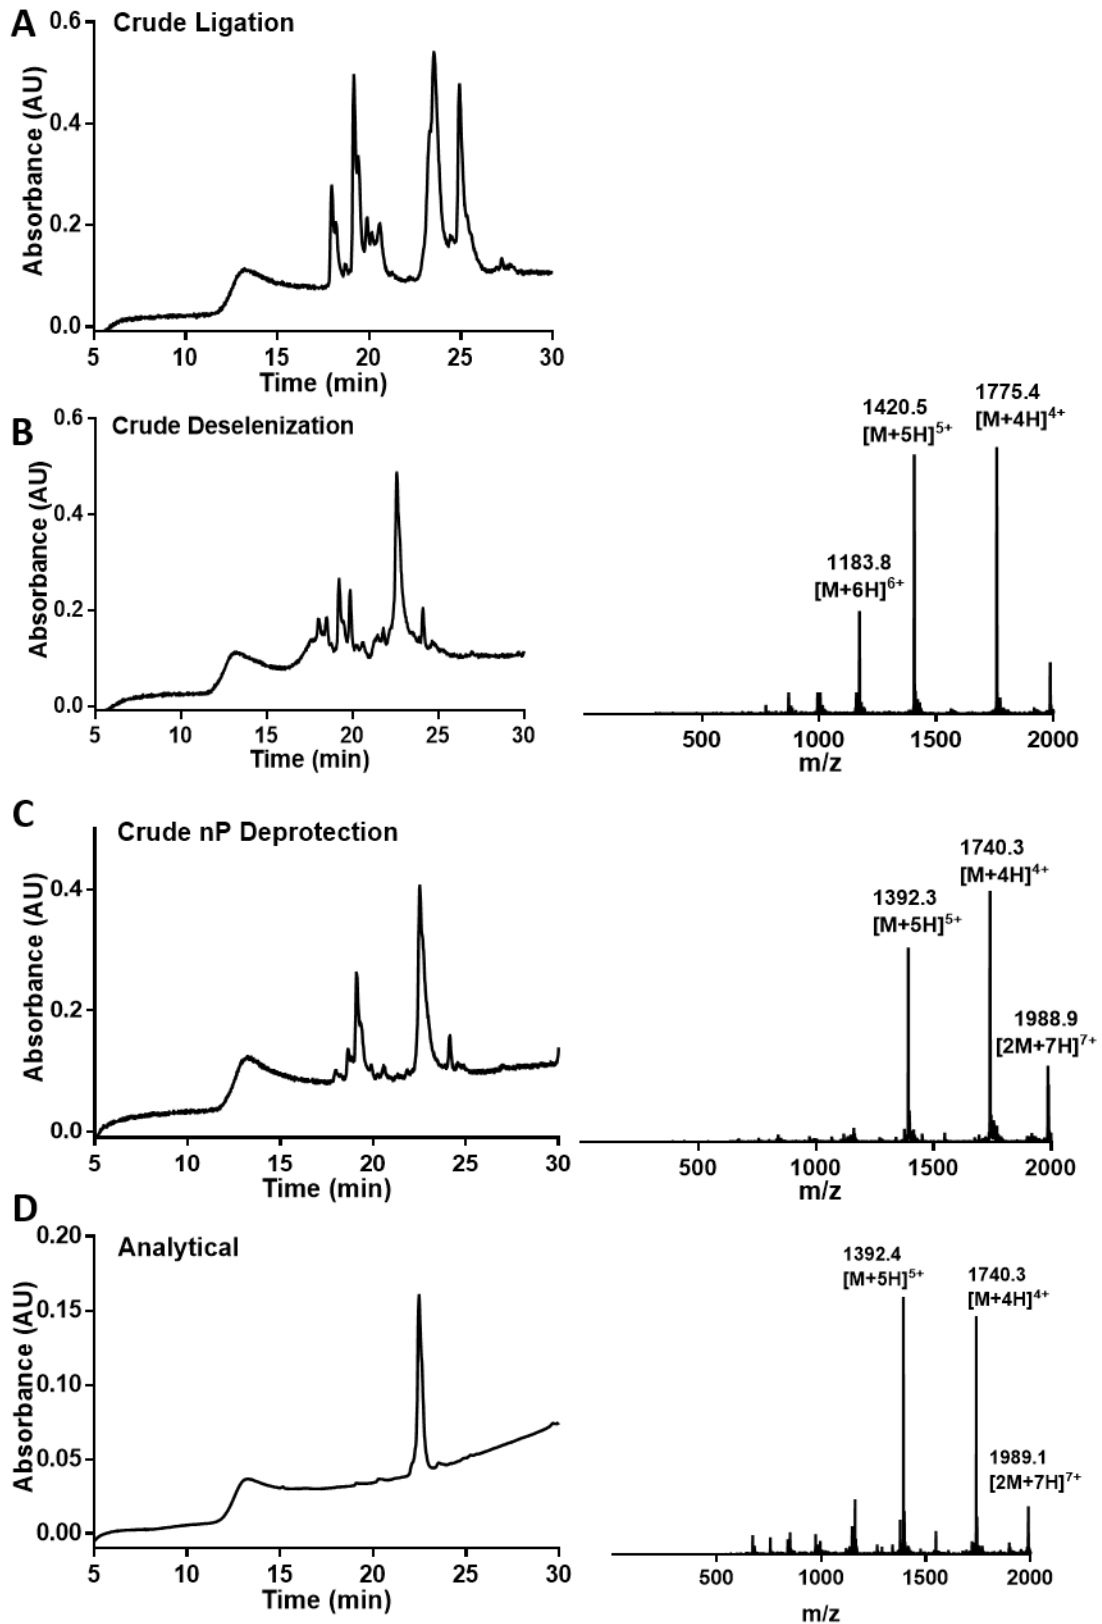 A
Crude Ligation
Absorbance (AU)
0.6
0.4
0.2
0.0
5 10 15 20 25 30
Time (min)
B
Crude Deselenization
Absorbance (AU)
0.6
0.4
0.2
0.0
5 10 15 20 25 30
Time (min)
1183.8
[M+6H]6+
1420.5
[M+5H]5+
1775.4
[M+4H]4+
500 1000 1500 2000
m/z
C
Crude nP Deprotection
Absorbance (AU)
0.4
0.2
0.0
5 10 15 20 25 30
Time (min)
1392.3
[M+5H]5+
1740.3
[M+4H]4+
1988.9
[2M+7H]7+
500 1000 1500 2000
m/z
D
Analytical
Absorbance (AU)
0.20
0.15
0.10
0.05
0.00
5 10 15 20 25 30
Time (min)
1392.4
[M+5H]5+
1740.3
[M+4H]4+
1989.1
[2M+7H]7+
500 1000 1500 2000
m/z